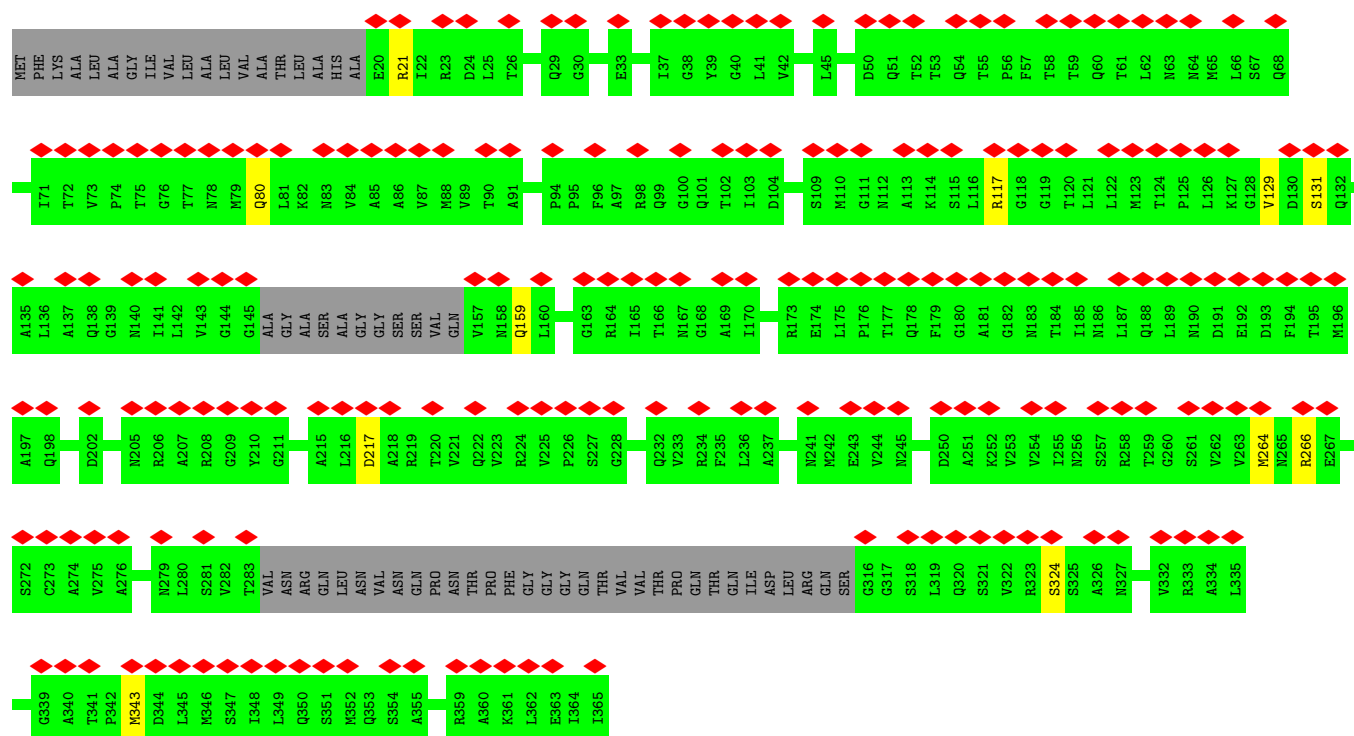 MET PHE LYS ALA LEU ALA GLY ILE VAL LEU ALA LEU VAL ALA THR LEU ALA HIS ALA E20 R21 I22 R23 D24 L25 T26 Q29 G30 E33 I37 G38 Y39 G40 L41 V42 L45 D50 Q51 T52 T53 Q54 T55 P56 F57 T58 T59 Q60 T61 L62 N63 N64 M65 L66 S67 Q68
I71 T72 V73 P74 T75 G76 T77 N78 M79 Q80 L81 K82 N83 V84 A85 A86 V87 M88 V89 T90 A91 P94 P95 F96 A97 R98 Q99 G100 Q101 T102 I103 D104 S109 M110 G111 N112 A113 K114 S115 L116 R117 G118 G119 T120 L121 L122 M123 T124 P125 L126 K127 G128 V129 D130 S131 Q132
A135 L136 A137 Q138 G139 N140 I141 L142 V143 G144 G145 ALA GLY ALA SER ALA GLY GLY SER SER VAL GLN V157 N158 Q159 L160 G163 R164 I165 T166 N167 G168 A169 I170 R173 E174 L175 P176 T177 Q178 F179 G180 A181 G182 N183 T184 I185 N186 L187 Q188 L189 N190 D191 E192 D193 F194 T195 M196
A197 Q198 D202 N205 R206 A207 R208 G209 Y210 G211 A215 L216 D217 A218 R219 T220 V221 Q222 V223 R224 V225 P226 S227 G228 Q232 V233 R234 F235 L236 A237 N241 M242 E243 V244 N245 D250 A251 K252 V253 V254 I255 N256 S257 R258 T259 G260 S261 V262 V263 M264 N265 R266 E267
S272 C273 A274 V275 A276 N279 L280 S281 V282 T283 VAL ASN ARG GLN LEU ASN VAL ASN GLN PRO ASN THR PRO PHE GLY GLY GLY GLN THR VAL VAL THR PRO GLN THR GLN ILE ASP LEU ARG GLN SER G316 G317 S318 L319 Q320 S321 V322 R323 S324 S325 A326 N327 V332 R333 A334 L335
G339 A340 T341 P342 M343 D344 L345 M346 S347 I348 L349 Q350 S351 M352 Q353 S354 A355 R359 A360 K361 L362 E363 I364 I365